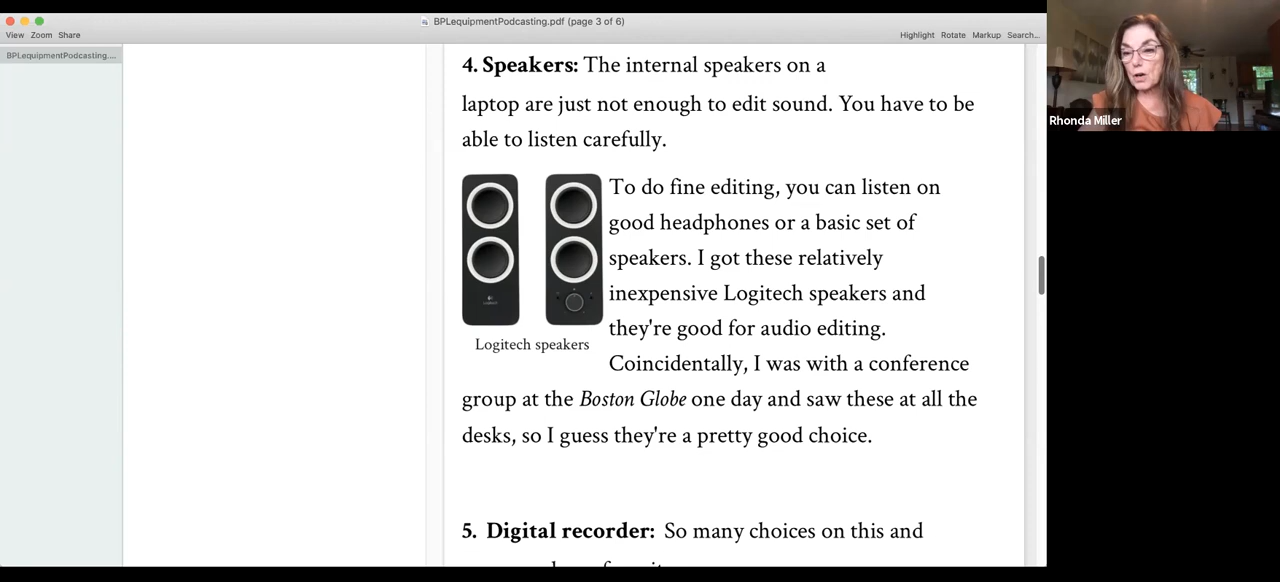 BPLequipmentPodcasting.pdf (page 3 of 6)
View Zoom Share
Highlight Rotate Markup Search...
BPLequipmentPodcasting....
4. Speakers: The internal speakers on a
laptop are just not enough to edit sound. You have to be
able to listen carefully.
To do fine editing, you can listen on
good headphones or a basic set of
speakers. I got these relatively
inexpensive Logitech speakers and
they're good for audio editing.
Logitech speakers
Coincidentally, I was with a conference
group at the Boston Globe one day and saw these at all the
desks, so I guess they're a pretty good choice.
5. Digital recorder: So many choices on this and
Rhonda Miller